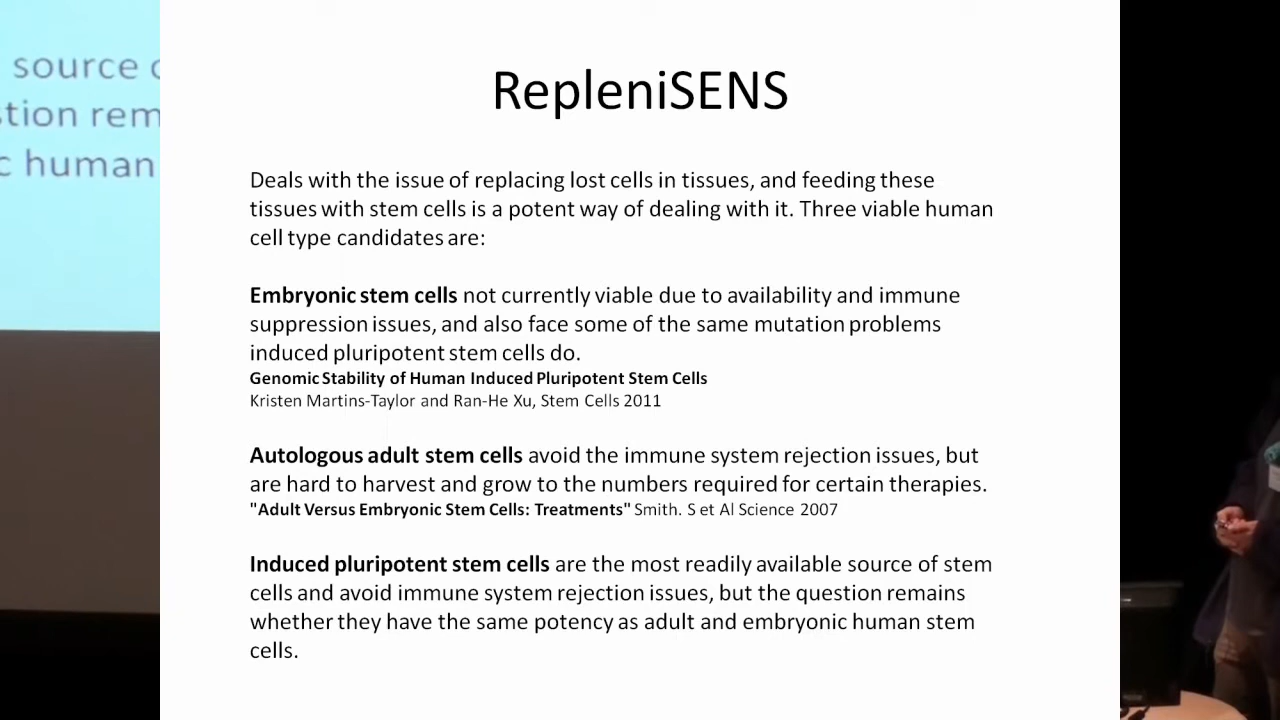 source
stion rem
c human
RepleniSENS
Deals with the issue of replacing lost cells in tissues, and feeding these
tissues with stem cells is a potent way of dealing with it. Three viable human
cell type candidates are:
Embryonic stem cells not currently viable due to availability and immune
suppression issues, and also face some of the same mutation problems
induced pluripotent stem cells do.
Genomic Stability of Human Induced Pluripotent Stem Cells
Kristen Martins-Taylor and Ran-He Xu, Stem Cells 2011
Autologous adult stem cells avoid the immune system rejection issues, but
are hard to harvest and grow to the numbers required for certain therapies.
"Adult Versus Embryonic Stem Cells: Treatments" Smith. S et Al Science 2007
Induced pluripotent stem cells are the most readily available source of stem
cells and avoid immune system rejection issues, but the question remains
whether they have the same potency as adult and embryonic human stem
cells.